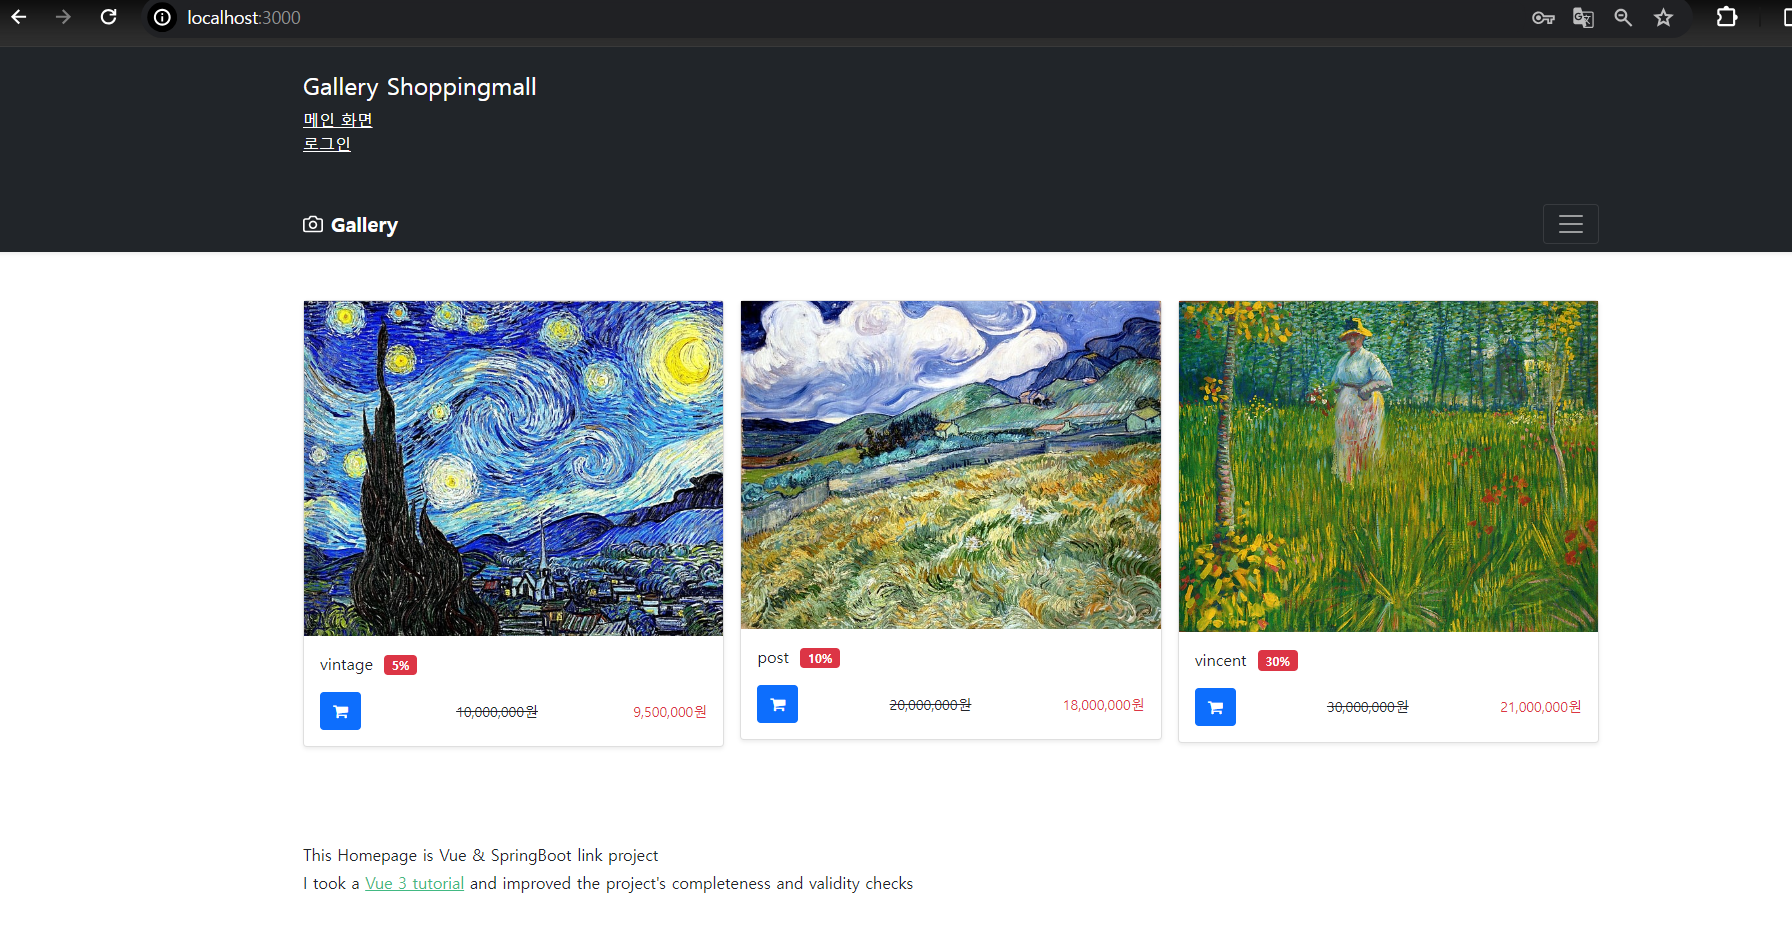 localhost:3000
Gallery Shoppingmall
메인 화면
로그인
Gallery
vintage 5%
10,000,000원 9,500,000원
post 10%
20,000,000원 18,000,000원
vincent 30%
30,000,000원 21,000,000원
This Homepage is Vue & SpringBoot link project
I took a Vue 3 tutorial and improved the project's completeness and validity checks